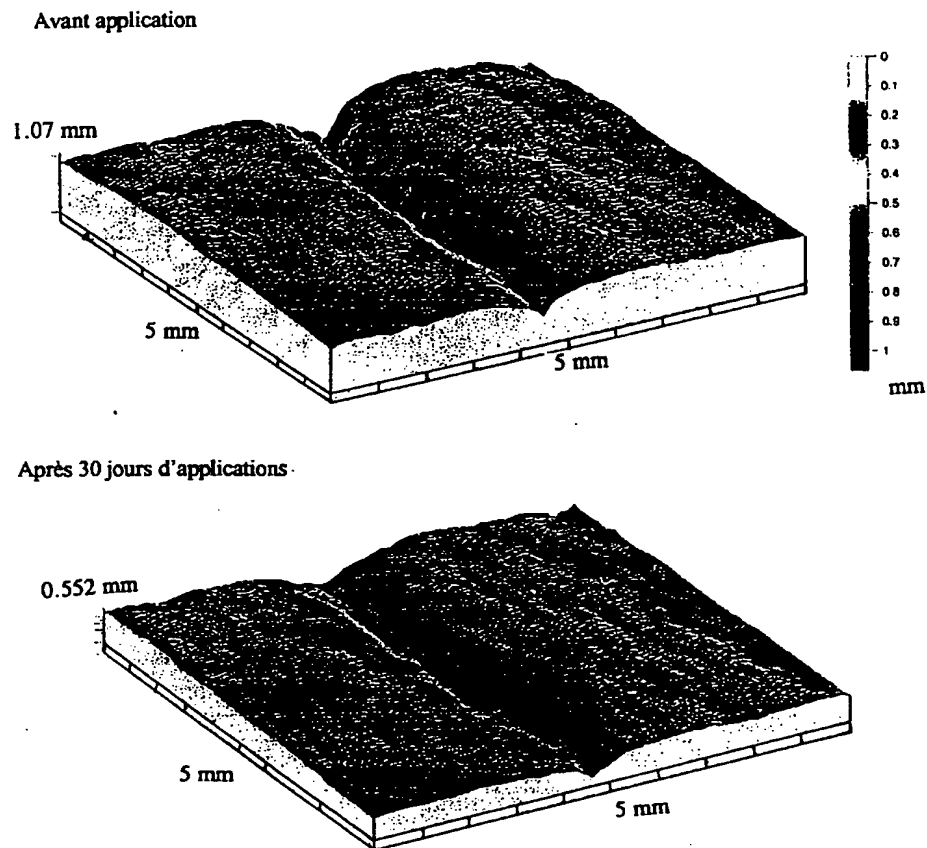 Avant application
0
0.1
0.2
0.3
0.4
0.5
0.6
0.7
0.8
0.9
1
mm
1.07 mm
5 mm
5 mm
Après 30 jours d'applications
0.552 mm
5 mm
5 mm